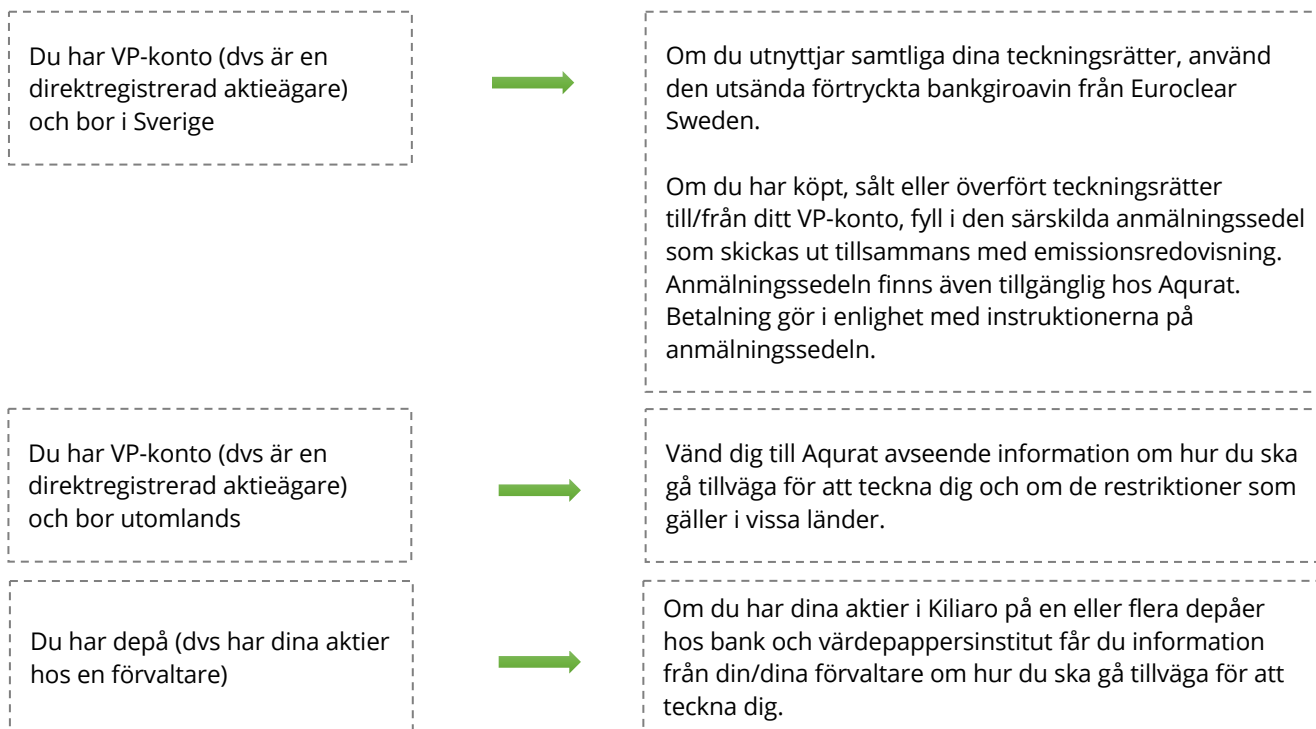 Du har VP-konto (dvs är en
direktregistrerad aktieägare)
och bor i Sverige
Om du utnyttjar samtliga dina teckningsrätter, använd
den utsända förtryckta bankgiroavin från Euroclear
Sweden.
Om du har köpt, sålt eller överfört teckningsrätter
till/från ditt VP-konto, fyll i den särskilda anmälningssedel
som skickas ut tillsammans med emissionsredovisning.
Anmälningssedeln finns även tillgänglig hos Aqurat.
Betalning gör i enlighet med instruktionerna på
anmälningssedeln.
Du har VP-konto (dvs är en
direktregistrerad aktieägare)
och bor utomlands
Vänd dig till Aqurat avseende information om hur du ska
gå tillväga för att teckna dig och om de restriktioner som
gäller i vissa länder.
Du har depå (dvs har dina aktier
hos en förvaltare)
Om du har dina aktier i Kiliaro på en eller flera depåer
hos bank och värdepappersinstitut får du information
från din/dina förvaltare om hur du ska gå tillväga för att
teckna dig.